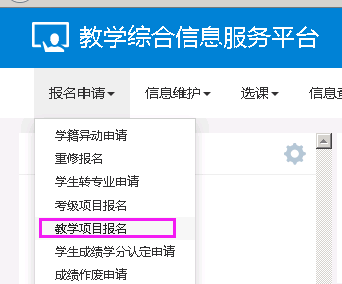 教学综合信息服务平台
报名申请 信息维护 选课 信息
学籍异动申请
重修报名
学生转专业申请
考级项目报名
教学项目报名
学生成绩学分认定申请
成绩作废申请